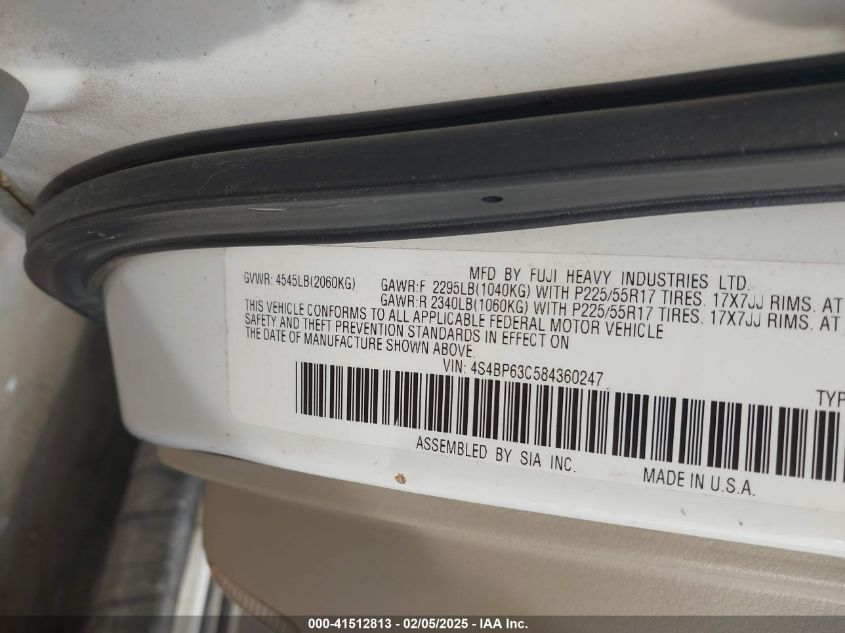 MFD BY FUJI HEAVY INDUSTRIES LTD.
GVWR: 4545LB(2060KG) GAWR:F 2295LB(1040KG) WITH P225/55R17 TIRES. 17X7JJ RIMS. AT
GAWR:R 2340LB(1060KG) WITH P225/55R17 TIRES. 17X7JJ RIMS. AT
THIS VEHICLE CONFORMS TO ALL APPLICABLE FEDERAL MOTOR VEHICLE
SAFETY AND THEFT PREVENTION STANDARDS IN EFFECT ON
THE DATE OF MANUFACTURE SHOWN ABOVE.
VIN: 4S4BP63C584360247
TYP
ASSEMBLED BY SIA INC.
MADE IN U.S.A.
000-41512813 - 02/05/2025 - IAA Inc.